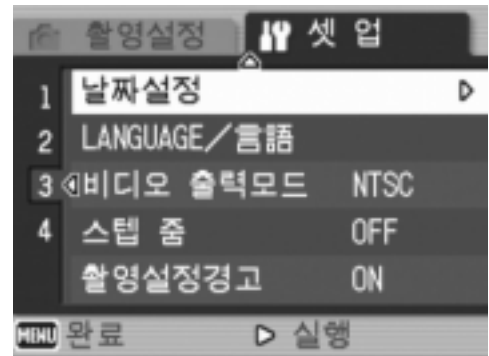 촬영설정 셋 업
1 날짜설정
2 LANGUAGE／言語
3 비디오 출력모드 NTSC
4 스텝 줌 OFF
촬영설정경고 ON
MENU 완료 실행